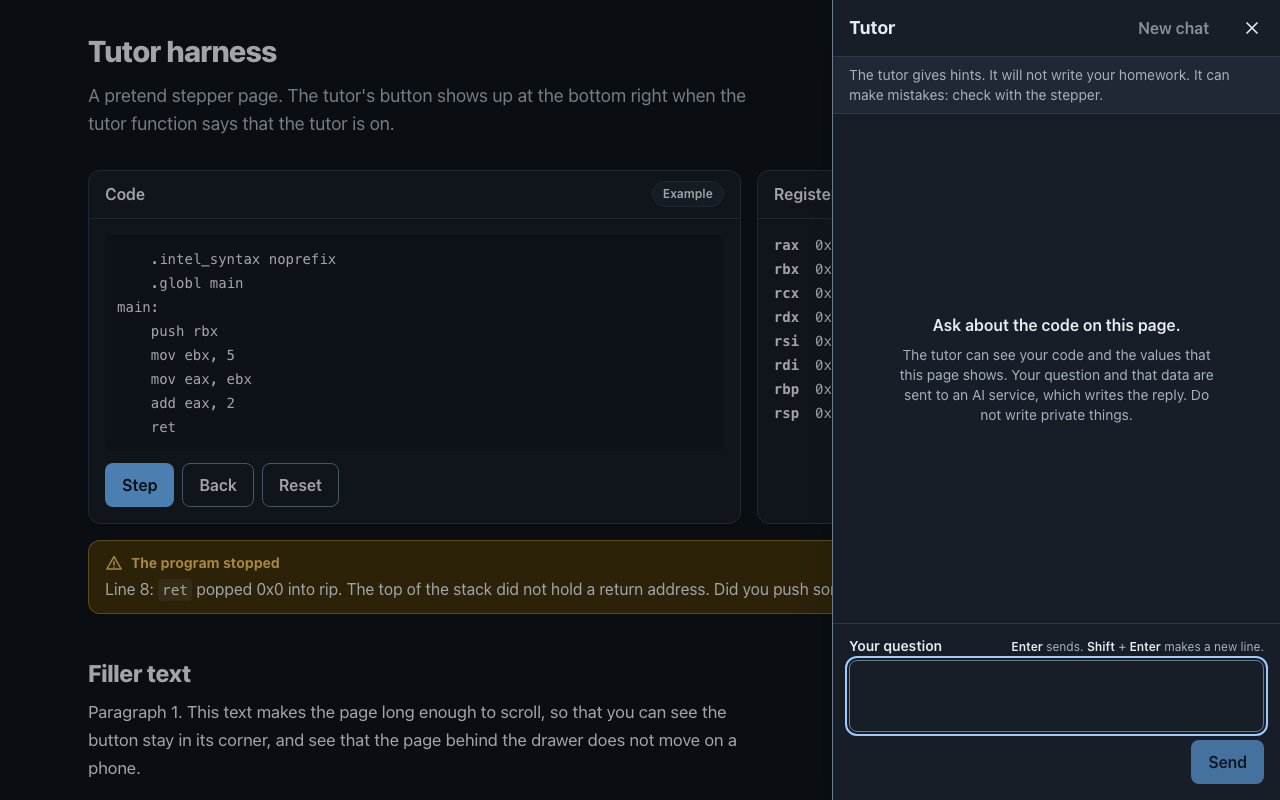 Tutor harness
A pretend stepper page. The tutor's button shows up at the bottom right when the
tutor function says that the tutor is on.
Code
Example
.intel_syntax noprefix
.globl main
main:
push rbx
mov ebx, 5
mov eax, ebx
add eax, 2
ret
Step
Back
Reset
Registe
rax 0x
rbx 0x
rcx 0x
rdx 0x
rsi 0x
rdi 0x
rbp 0x
rsp 0x
The program stopped
Line 8: ret popped 0x0 into rip. The top of the stack did not hold a return address. Did you push so
Filler text
Paragraph 1. This text makes the page long enough to scroll, so that you can see the
button stay in its corner, and see that the page behind the drawer does not move on a
phone.
Tutor
New chat
The tutor gives hints. It will not write your homework. It can
make mistakes: check with the stepper.
Ask about the code on this page.
The tutor can see your code and the values that
this page shows. Your question and that data are
sent to an AI service, which writes the reply. Do
not write private things.
Your question
Enter sends. Shift + Enter makes a new line.
Send